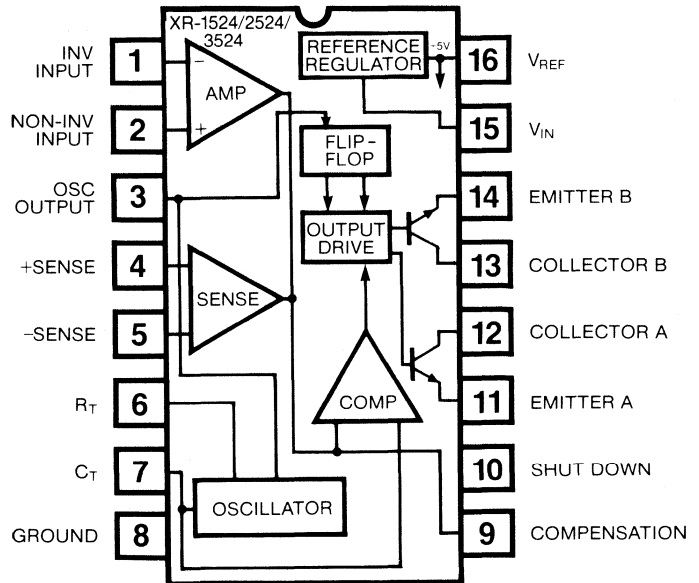 XR-1524/2524/
3524
INV
INPUT
1
NON-INV
INPUT
2
OSC
OUTPUT
3
+SENSE
4
−SENSE
5
RT
6
CT
7
GROUND
8
−
AMP
+
SENSE
OSCILLATOR
REFERENCE
REGULATOR
-5V
FLIP-
FLOP
OUTPUT
DRIVE
COMP
16
VREF
15
VIN
14
EMITTER B
13
COLLECTOR B
12
COLLECTOR A
11
EMITTER A
10
SHUT DOWN
9
COMPENSATION